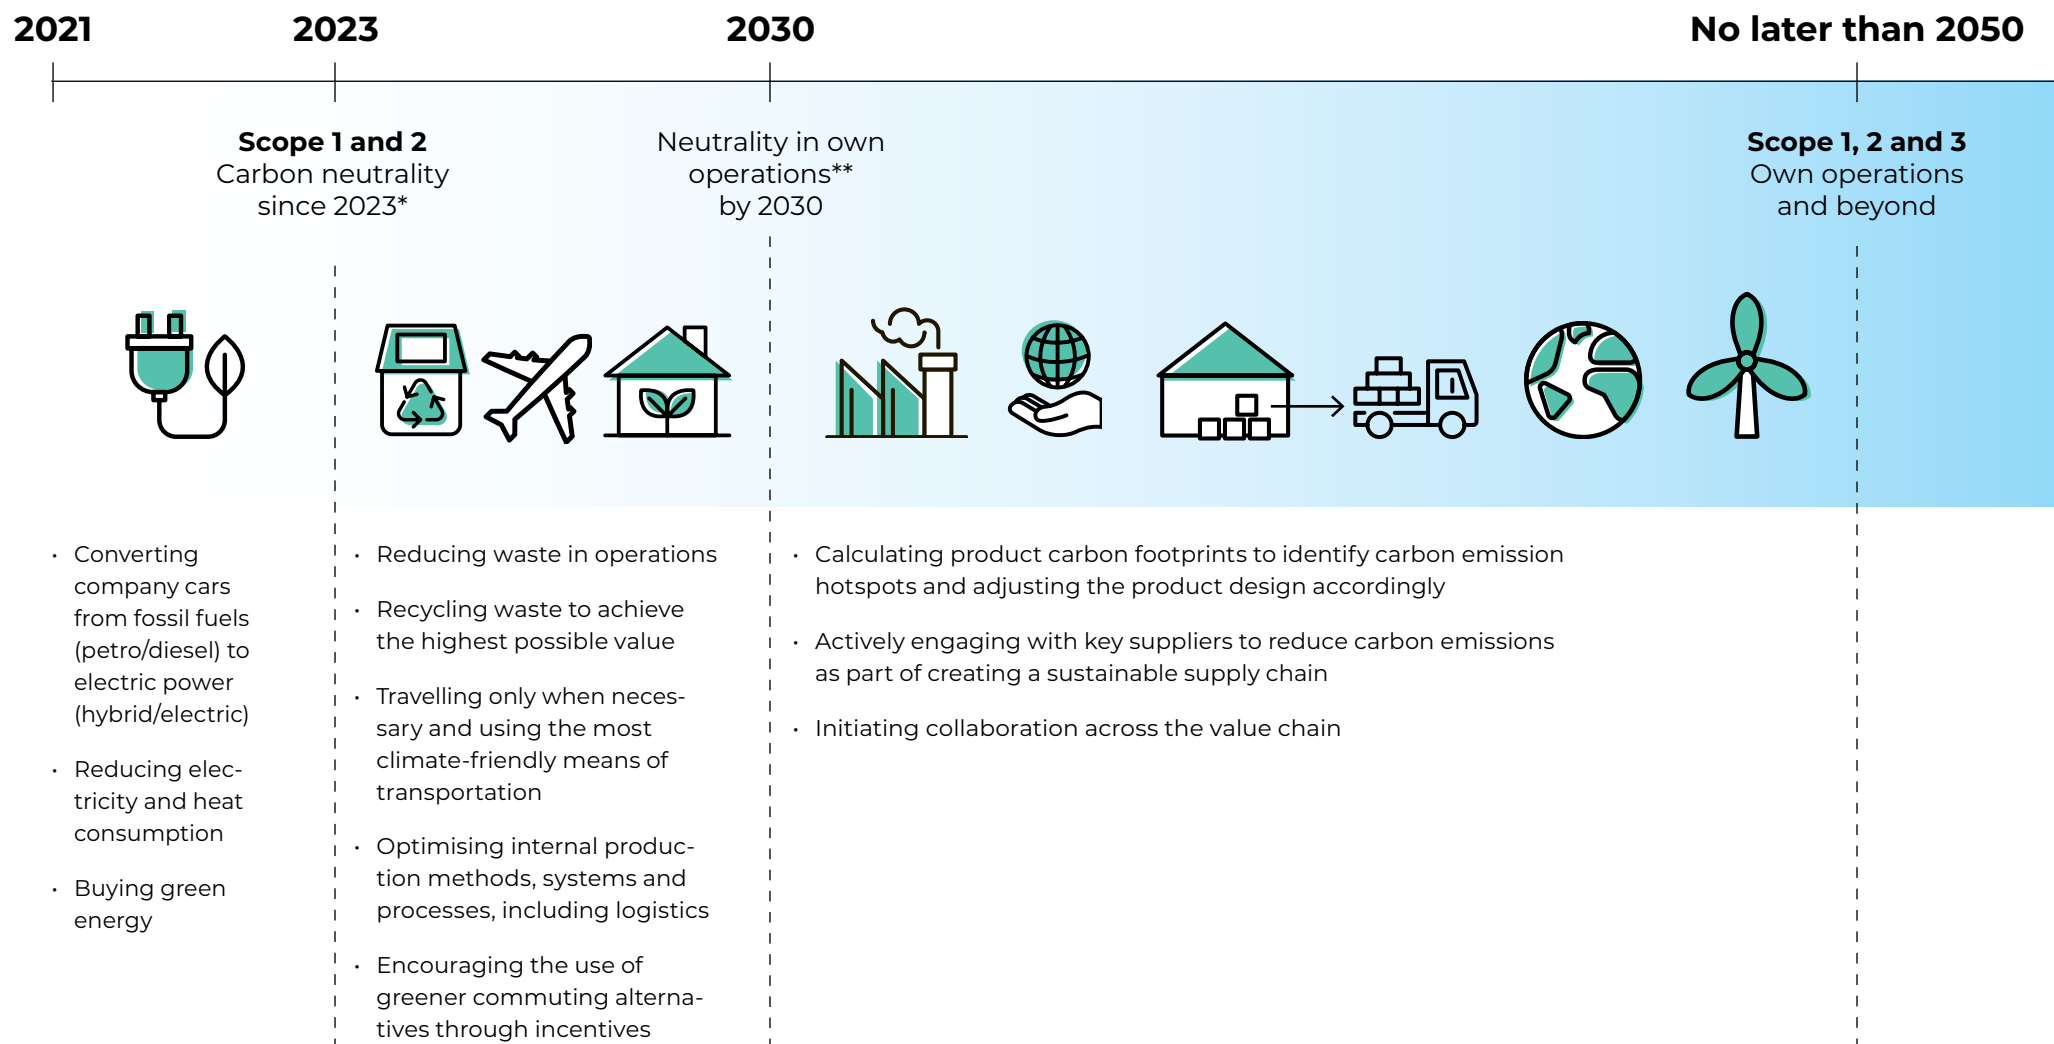 2021
2023
2030
No later than 2050
Scope 1 and 2
Carbon neutrality
since 2023*
Neutrality in own
operations**
by 2030
Scope 1, 2 and 3
Own operations
and beyond
• Converting
company cars
from fossil fuels
(petro/diesel) to
electric power
(hybrid/electric)
• Reducing elec-
tricity and heat
consumption
• Buying green
energy
• Reducing waste in operations
• Recycling waste to achieve
the highest possible value
• Travelling only when neces-
sary and using the most
climate-friendly means of
transportation
• Optimising internal produc-
tion methods, systems and
processes, including logistics
• Encouraging the use of
greener commuting alterna-
tives through incentives
• Calculating product carbon footprints to identify carbon emission
hotspots and adjusting the product design accordingly
• Actively engaging with key suppliers to reduce carbon emissions
as part of creating a sustainable supply chain
• Initiating collaboration across the value chain